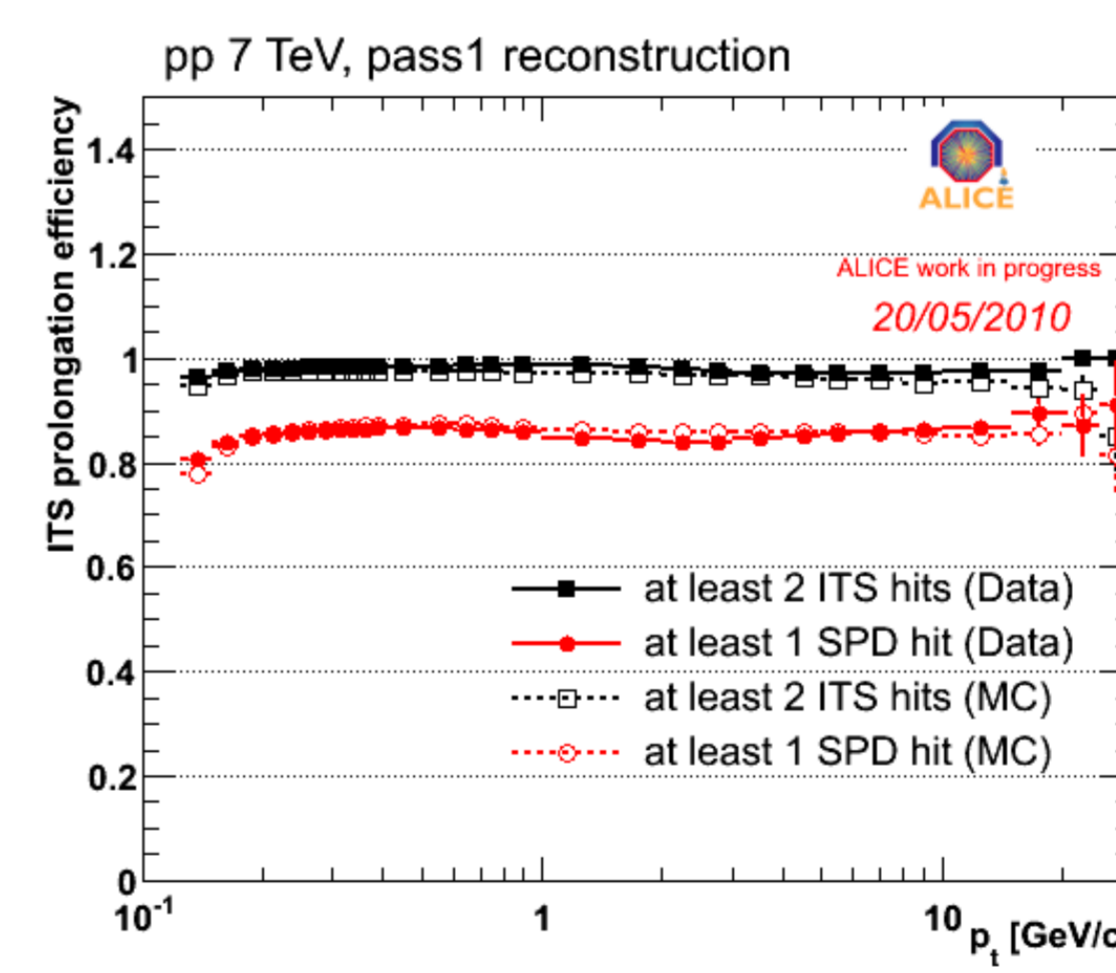 pp 7 TeV, pass1 reconstruction
ITS prolongation efficiency
1.4
1.2
1
0.8
0.6
0.4
0.2
0
ALICE
ALICE work in progress
20/05/2010
at least 2 ITS hits (Data)
at least 1 SPD hit (Data)
at least 2 ITS hits (MC)
at least 1 SPD hit (MC)
10⁻¹ 1 10
pₜ [GeV/c